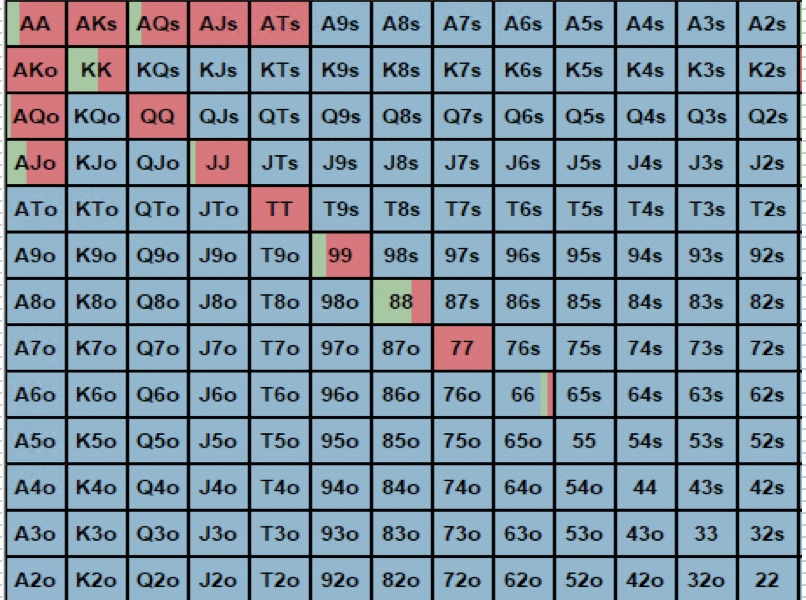 AA AKs AQs AJs ATs A9s A8s A7s A6s A5s A4s A3s A2s
AKo KK KQs KJs KTs K9s K8s K7s K6s K5s K4s K3s K2s
AQo KQo QQ QJs QTs Q9s Q8s Q7s Q6s Q5s Q4s Q3s Q2s
AJo KJo QJo JJ JTs J9s J8s J7s J6s J5s J4s J3s J2s
ATo KTo QTo JTo TT T9s T8s T7s T6s T5s T4s T3s T2s
A9o K9o Q9o J9o T9o 99 98s 97s 96s 95s 94s 93s 92s
A8o K8o Q8o J8o T8o 98o 88 87s 86s 85s 84s 83s 82s
A7o K7o Q7o J7o T7o 97o 87o 77 76s 75s 74s 73s 72s
A6o K6o Q6o J6o T6o 96o 86o 76o 66 65s 64s 63s 62s
A5o K5o Q5o J5o T5o 95o 85o 75o 65o 55 54s 53s 52s
A4o K4o Q4o J4o T4o 94o 84o 74o 64o 54o 44 43s 42s
A3o K3o Q3o J3o T3o 93o 83o 73o 63o 53o 43o 33 32s
A2o K2o Q2o J2o T2o 92o 82o 72o 62o 52o 42o 32o 22